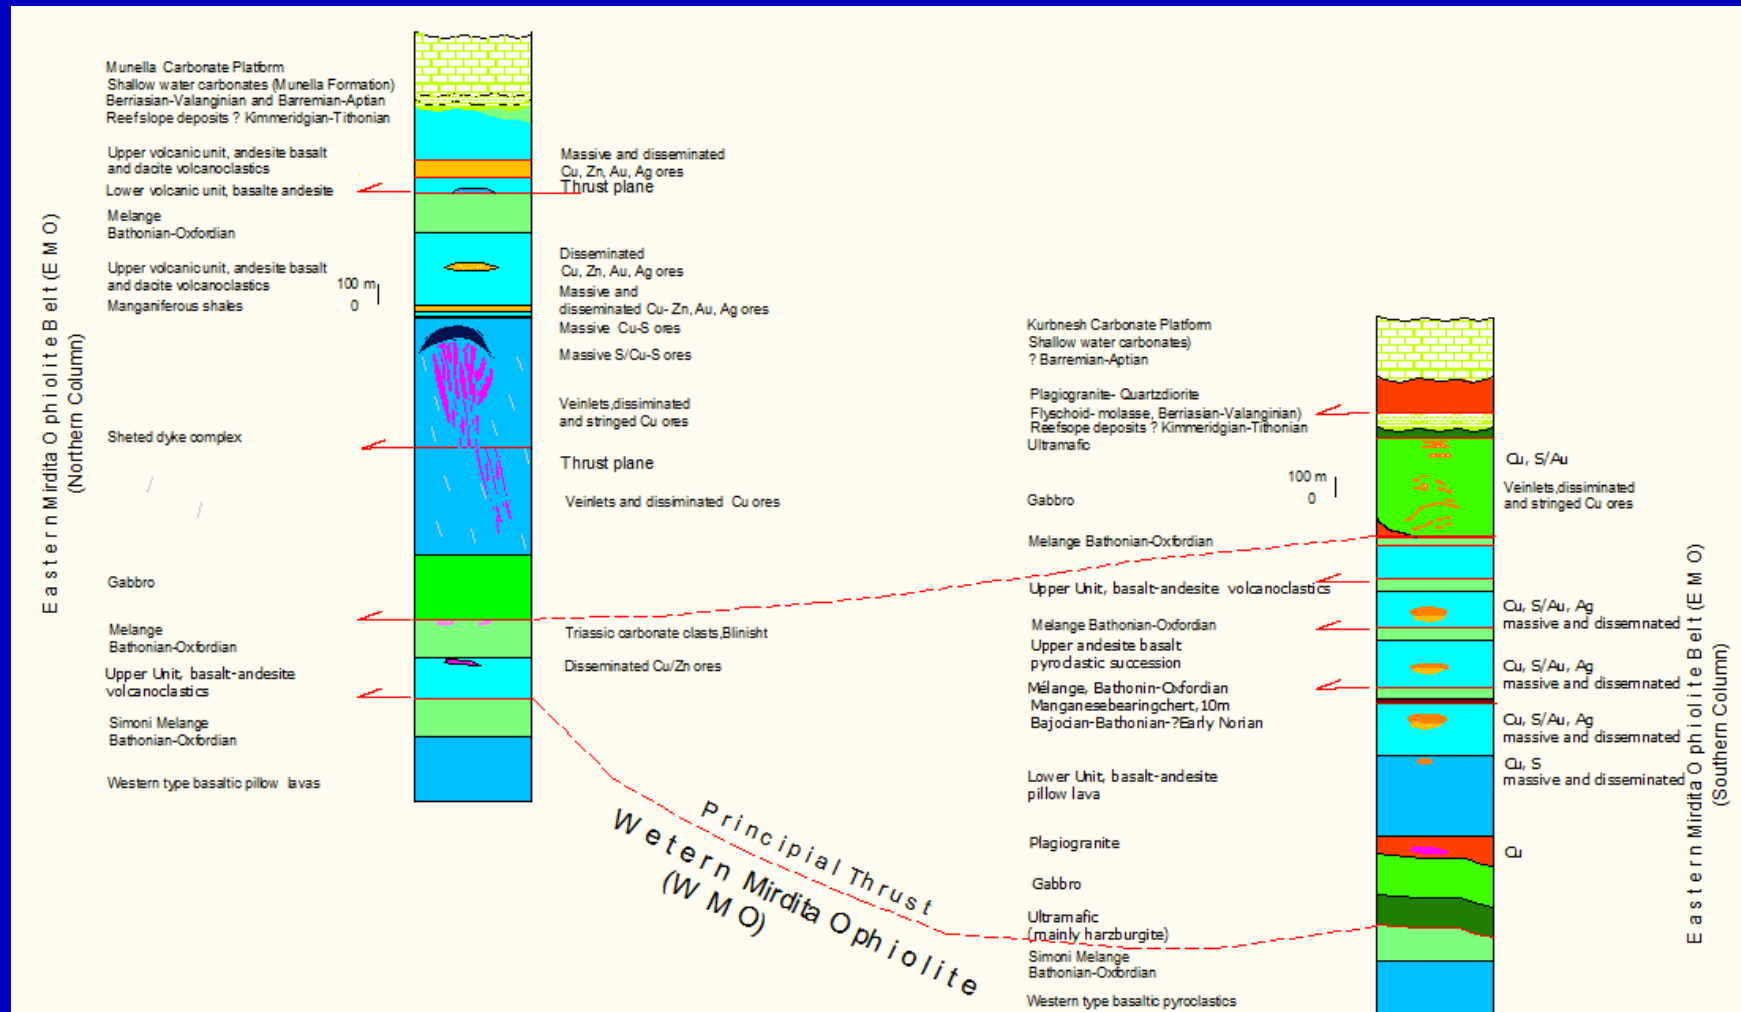 Munella Carbonate Platform
Shallow water carbonates (Munella Formation)
Berriasian-Valanginian and Barremian-Aptian
Reefslope deposits ? Kimmeridgian-Tithonian
Upper volcanic unit, andesite basalt
and dacite volcanoclastics
Lower volcanic unit, basalte andesite
Melange
Bathonian-Oxfordian
Upper volcanic unit, andesite basalt
and dacite volcanoclastics
Manganiferous shales
100 m
0
Sheted dyke complex
Gabbro
Melange
Bathonian-Oxfordian
Upper Unit, basalt-andesite
volcanoclastics
Simoni Melange
Bathonian-Oxfordian
Western type basaltic pillow lavas
Eastern Mirdita Ophiolite Belt (EMO)
(Northern Column)
Massive and disseminated
Cu, Zn, Au, Ag ores
Thrust plane
Disseminated
Cu, Zn, Au, Ag ores
Massive and
disseminated Cu- Zn, Au, Ag ores
Massive Cu-S ores
Massive S/Cu-S ores
Veinlets,dissiminated
and stringed Cu ores
Thrust plane
Veinlets and dissiminated Cu ores
Triassic carbonate clasts,Blinisht
Disseminated Cu/Zn ores
Principial Thrust
Wetern Mirdita Ophiolite
(WMO)
Kurbnesh Carbonate Platform
Shallow water carbonates)
? Barremian-Aptian
Plagiogranite- Quartzdiorite
Flyschoid- molasse, Berriasian-Valanginian)
Reefsope deposits ? Kimmeridgian-Tithonian
Ultramafic
100 m
0
Gabbro
Melange Bathonian-Oxfordian
Upper Unit, basalt-andesite volcanoclastics
Melange Bathonian-Oxfordian
Upper andesite basalt
pyroclastic succession
Mélange, Bathonin-Oxfordian
Manganesebearingchert, 10m
Bajocian-Bathonian-?Early Norian
Lower Unit, basalt-andesite
pillow lava
Plagiogranite
Gabbro
Ultramafic
(mainly harzburgite)
Simoni Melange
Bathonian-Oxfordian
Western type basaltic pyroclastics
Cu, S/Au
Veinlets,dissiminated
and stringed Cu ores
Cu, S/Au, Ag
massive and dissemnated
Cu, S/Au, Ag
massive and dissemnated
Cu, S/Au, Ag
massive and dissemnated
Cu, S
massive and disseminated
Cu
Eastern Mirdita Ophiolite Belt (EMO)
(Southern Column)